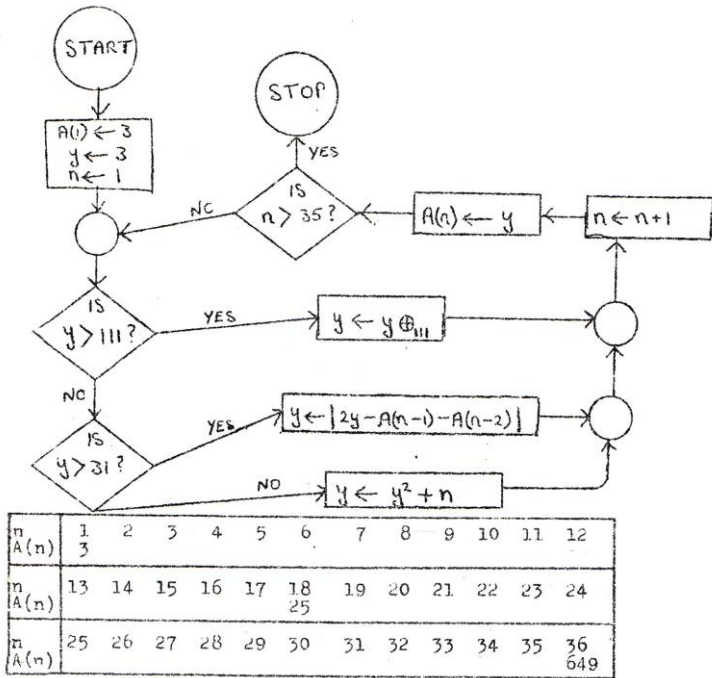 START
STOP
A(1) ← 3
y ← 3
n ← 1
YES
IS
n > 35?
NO
A(n) ← y
n ← n+1
IS
y > 111?
YES
y ← y ⊕₁₁₁
NO
IS
y > 31?
YES
y ← |2y - A(n-1) - A(n-2)|
NO
y ← y² + n
n 1 2 3 4 5 6 7 8 9 10 11 12
A(n) 3
n 13 14 15 16 17 18 19 20 21 22 23 24
A(n) 25
n 25 26 27 28 29 30 31 32 33 34 35 36
A(n) 649